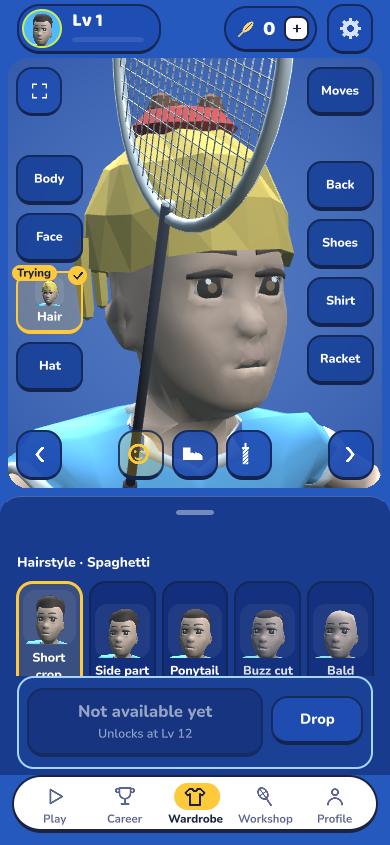 Lv 1
0
+
Moves
Body
Back
Face
Shoes
Trying
Hair
Shirt
Hat
Racket
Hairstyle · Spaghetti
Short
crop
Side part
Ponytail
Buzz cut
Bald
Not available yet
Unlocks at Lv 12
Drop
Play
Career
Wardrobe
Workshop
Profile